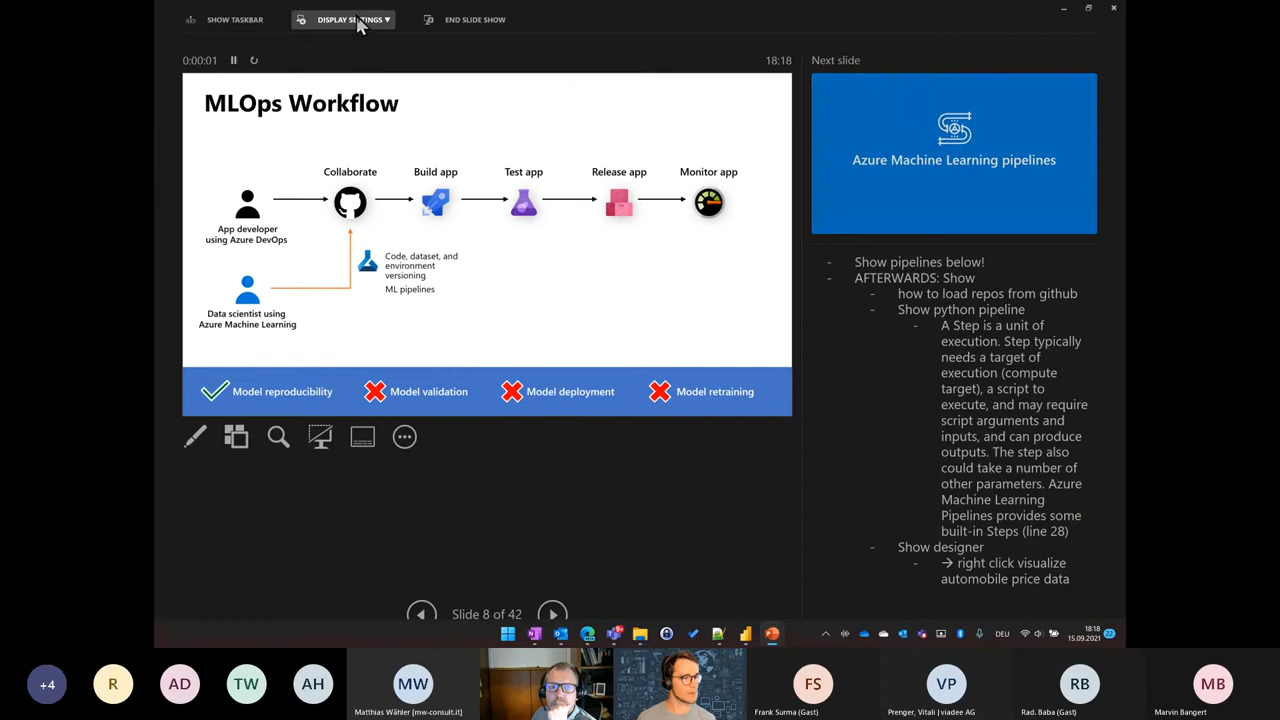 SHOW TASKBAR
DISPLAY SETTINGS ▼
END SLIDE SHOW
0:00:01
18:18
Next slide
MLOps Workflow
Collaborate
Build app
Test app
Release app
Monitor app
App developer
using Azure DevOps
Code, dataset, and
environment
versioning
ML pipelines
Data scientist using
Azure Machine Learning
Model reproducibility
Model validation
Model deployment
Model retraining
Azure Machine Learning pipelines
- Show pipelines below!
- AFTERWARDS: Show
- how to load repos from github
- Show python pipeline
- A Step is a unit of
execution. Step typically
needs a target of
execution (compute
target), a script to
execute, and may require
script arguments and
inputs, and can produce
outputs. The step also
could take a number of
other parameters. Azure
Machine Learning
Pipelines provides some
built-in Steps (line 28)
- Show designer
- → right click visualize
automobile price data
Slide 8 of 42
DEU
18:18
15.09.2021
22
+4
R
AD
TW
AH
MW
FS
VP
RB
MB
Matthias Wähler [mw-consult.it]
Frank Surma (Gast)
Prenger, Vitali | viadee AG
Rad. Baba (Gast)
Marvin Bangert